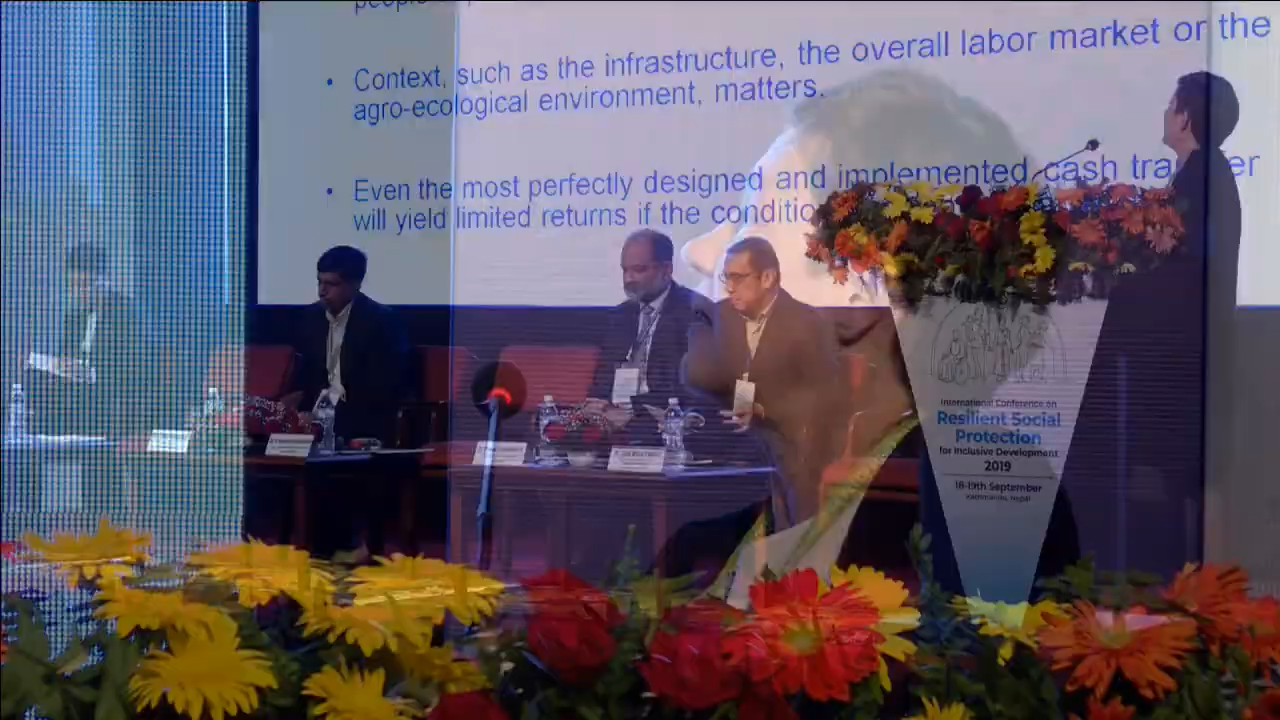 • Context, such as the infrastructure, the overall labor market or the
agro-ecological environment, matters.
• Even the most perfectly designed and implemented cash
will yield limited returns if the
International Conference on
Resilient Social
Protection
for Inclusive Development
2019
18-19th September
Kathmandu, Nepal